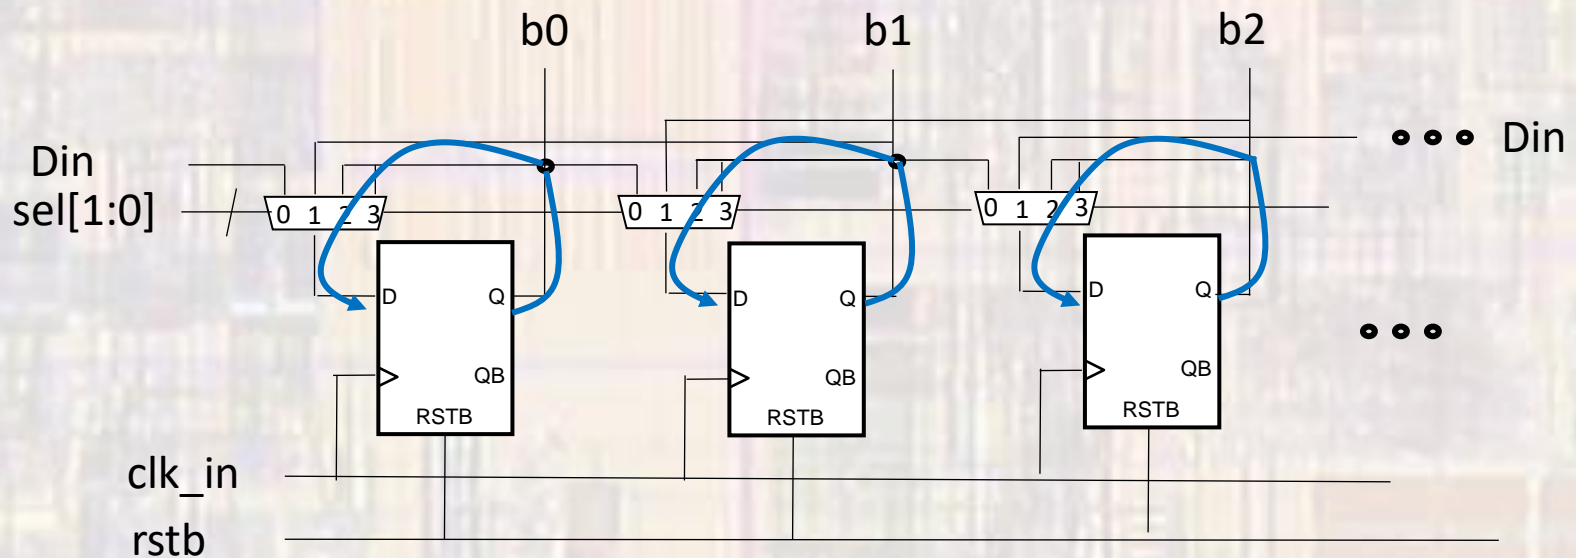 b0 b1 b2
Din Din
sel[1:0] 0 1 2 3 0 1 2 3 0 1 2 3
D Q D Q D Q
QB QB QB
RSTB RSTB RSTB
clk_in
rstb